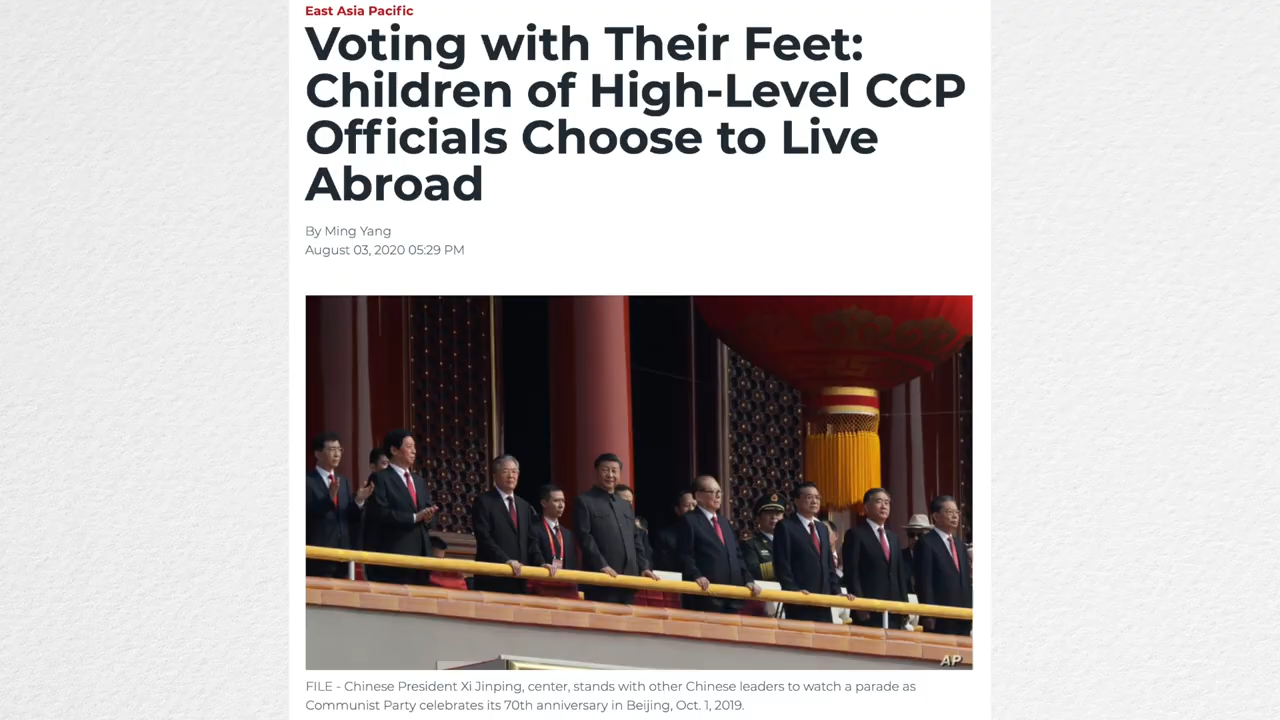 East Asia Pacific
Voting with Their Feet:
Children of High-Level CCP
Officials Choose to Live
Abroad
By Ming Yang
August 03, 2020 05:29 PM
AP
FILE - Chinese President Xi Jinping, center, stands with other Chinese leaders to watch a parade as
Communist Party celebrates its 70th anniversary in Beijing, Oct. 1, 2019.